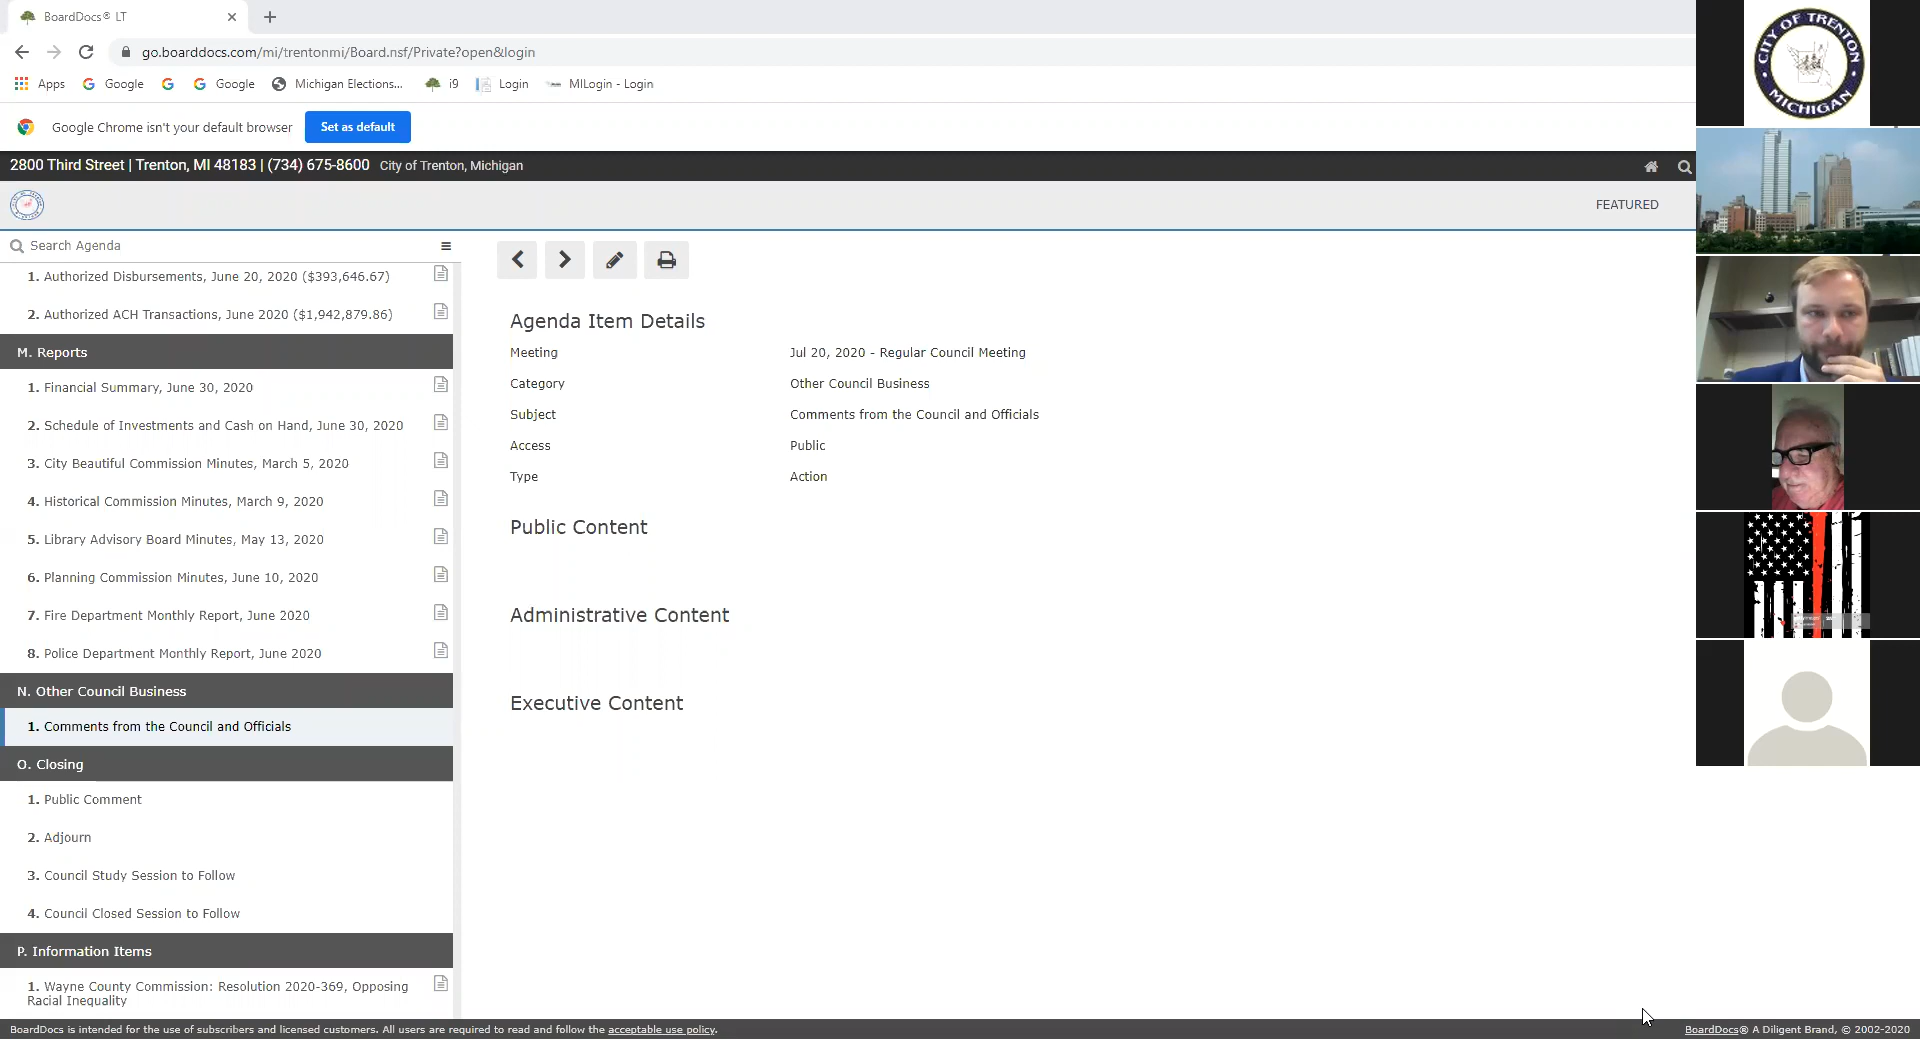 BoardDocs® LT
go.boarddocs.com/mi/trentonmi/Board.nsf/Private?open&login
Apps
Google
Google
Michigan Elections...
i9
Login
MILogin - Login
Google Chrome isn't your default browser
Set as default
2800 Third Street | Trenton, MI 48183 | (734) 675-8600 City of Trenton, Michigan
FEATURED
Search Agenda
1. Authorized Disbursements, June 20, 2020 ($393,646.67)
2. Authorized ACH Transactions, June 2020 ($1,942,879.86)
M. Reports
1. Financial Summary, June 30, 2020
2. Schedule of Investments and Cash on Hand, June 30, 2020
3. City Beautiful Commission Minutes, March 5, 2020
4. Historical Commission Minutes, March 9, 2020
5. Library Advisory Board Minutes, May 13, 2020
6. Planning Commission Minutes, June 10, 2020
7. Fire Department Monthly Report, June 2020
8. Police Department Monthly Report, June 2020
N. Other Council Business
1. Comments from the Council and Officials
O. Closing
1. Public Comment
2. Adjourn
3. Council Study Session to Follow
4. Council Closed Session to Follow
P. Information Items
1. Wayne County Commission: Resolution 2020-369, Opposing
Racial Inequality
Agenda Item Details
Meeting Jul 20, 2020 - Regular Council Meeting
Category Other Council Business
Subject Comments from the Council and Officials
Access Public
Type Action
Public Content
Administrative Content
Executive Content
CITY OF TRENTON
MICHIGAN
BoardDocs is intended for the use of subscribers and licensed customers. All users are required to read and follow the acceptable use policy.
BoardDocs® A Diligent Brand, © 2002-2020